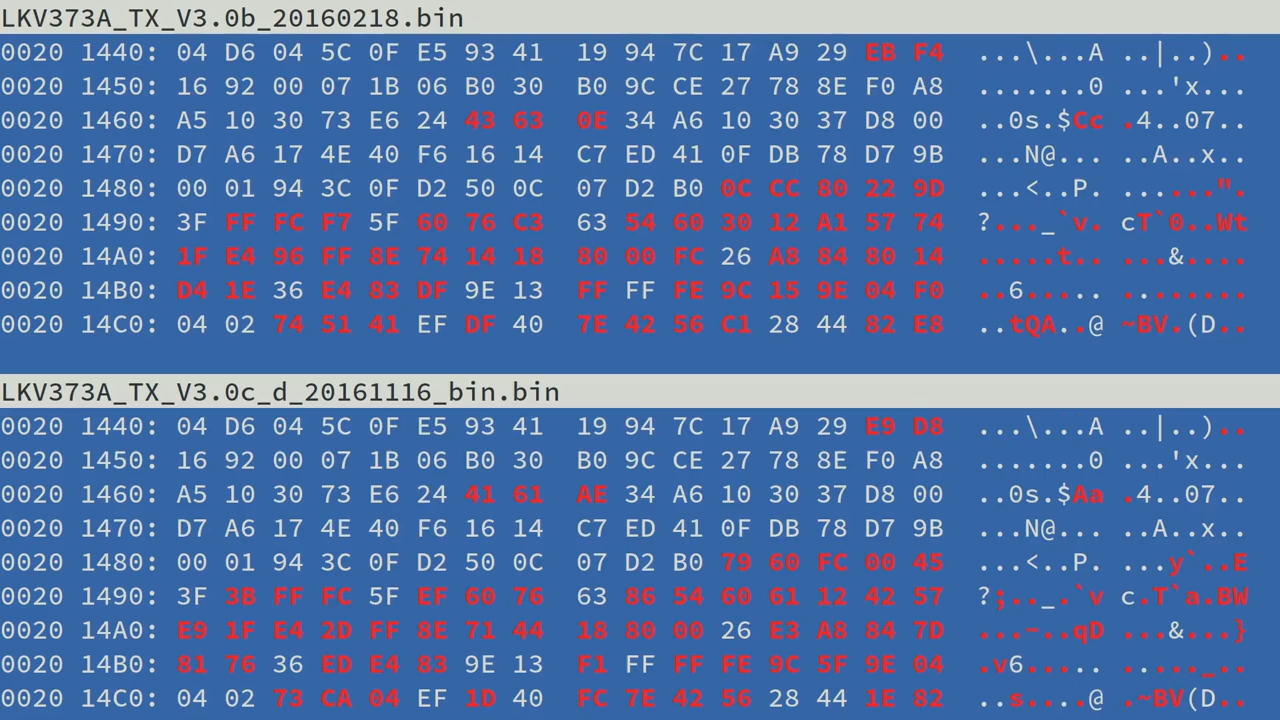 LKV373A_TX_V3.0b_20160218.bin
0020 1440: 04 D6 04 5C 0F E5 93 41 19 94 7C 17 A9 29 EB F4 ...\...A ..|..)..
0020 1450: 16 92 00 07 1B 06 B0 30 B0 9C CE 27 78 8E F0 A8 .......0 ...'x...
0020 1460: A5 10 30 73 E6 24 43 63 0E 34 A6 10 30 37 D8 00 ..0s.$Cc .4..07..
0020 1470: D7 A6 17 4E 40 F6 16 14 C7 ED 41 0F DB 78 D7 9B ...N@... ..A..x..
0020 1480: 00 01 94 3C 0F D2 50 0C 07 D2 B0 0C CC 80 22 9D ...<..P. ......".
0020 1490: 3F FF FC F7 5F 60 76 C3 63 54 60 30 12 A1 57 74 ?..._`v. cT`0..Wt
0020 14A0: 1F E4 96 FF 8E 74 14 18 80 00 FC 26 A8 84 80 14 .....t.. ...&....
0020 14B0: D4 1E 36 E4 83 DF 9E 13 FF FF FE 9C 15 9E 04 F0 ..6..... ........
0020 14C0: 04 02 74 51 41 EF DF 40 7E 42 56 C1 28 44 82 E8 ..tQA..@ ~BV.(D..
LKV373A_TX_V3.0c_d_20161116_bin.bin
0020 1440: 04 D6 04 5C 0F E5 93 41 19 94 7C 17 A9 29 E9 D8 ...\...A ..|..)..
0020 1450: 16 92 00 07 1B 06 B0 30 B0 9C CE 27 78 8E F0 A8 .......0 ...'x...
0020 1460: A5 10 30 73 E6 24 41 61 AE 34 A6 10 30 37 D8 00 ..0s.$Aa .4..07..
0020 1470: D7 A6 17 4E 40 F6 16 14 C7 ED 41 0F DB 78 D7 9B ...N@... ..A..x..
0020 1480: 00 01 94 3C 0F D2 50 0C 07 D2 B0 79 60 FC 00 45 ...<..P. ...y`..E
0020 1490: 3F 3B FF FC 5F EF 60 76 63 86 54 60 61 12 42 57 ?;.._.`v c.T`a.BW
0020 14A0: E9 1F E4 2D FF 8E 71 44 18 80 00 26 E3 A8 84 7D ...-..qD ...&...}
0020 14B0: 81 76 36 ED E4 83 9E 13 F1 FF FF FE 9C 5F 9E 04 .v6..... ....._..
0020 14C0: 04 02 73 CA 04 EF 1D 40 FC 7E 42 56 28 44 1E 82 ..s....@ .~BV(D..